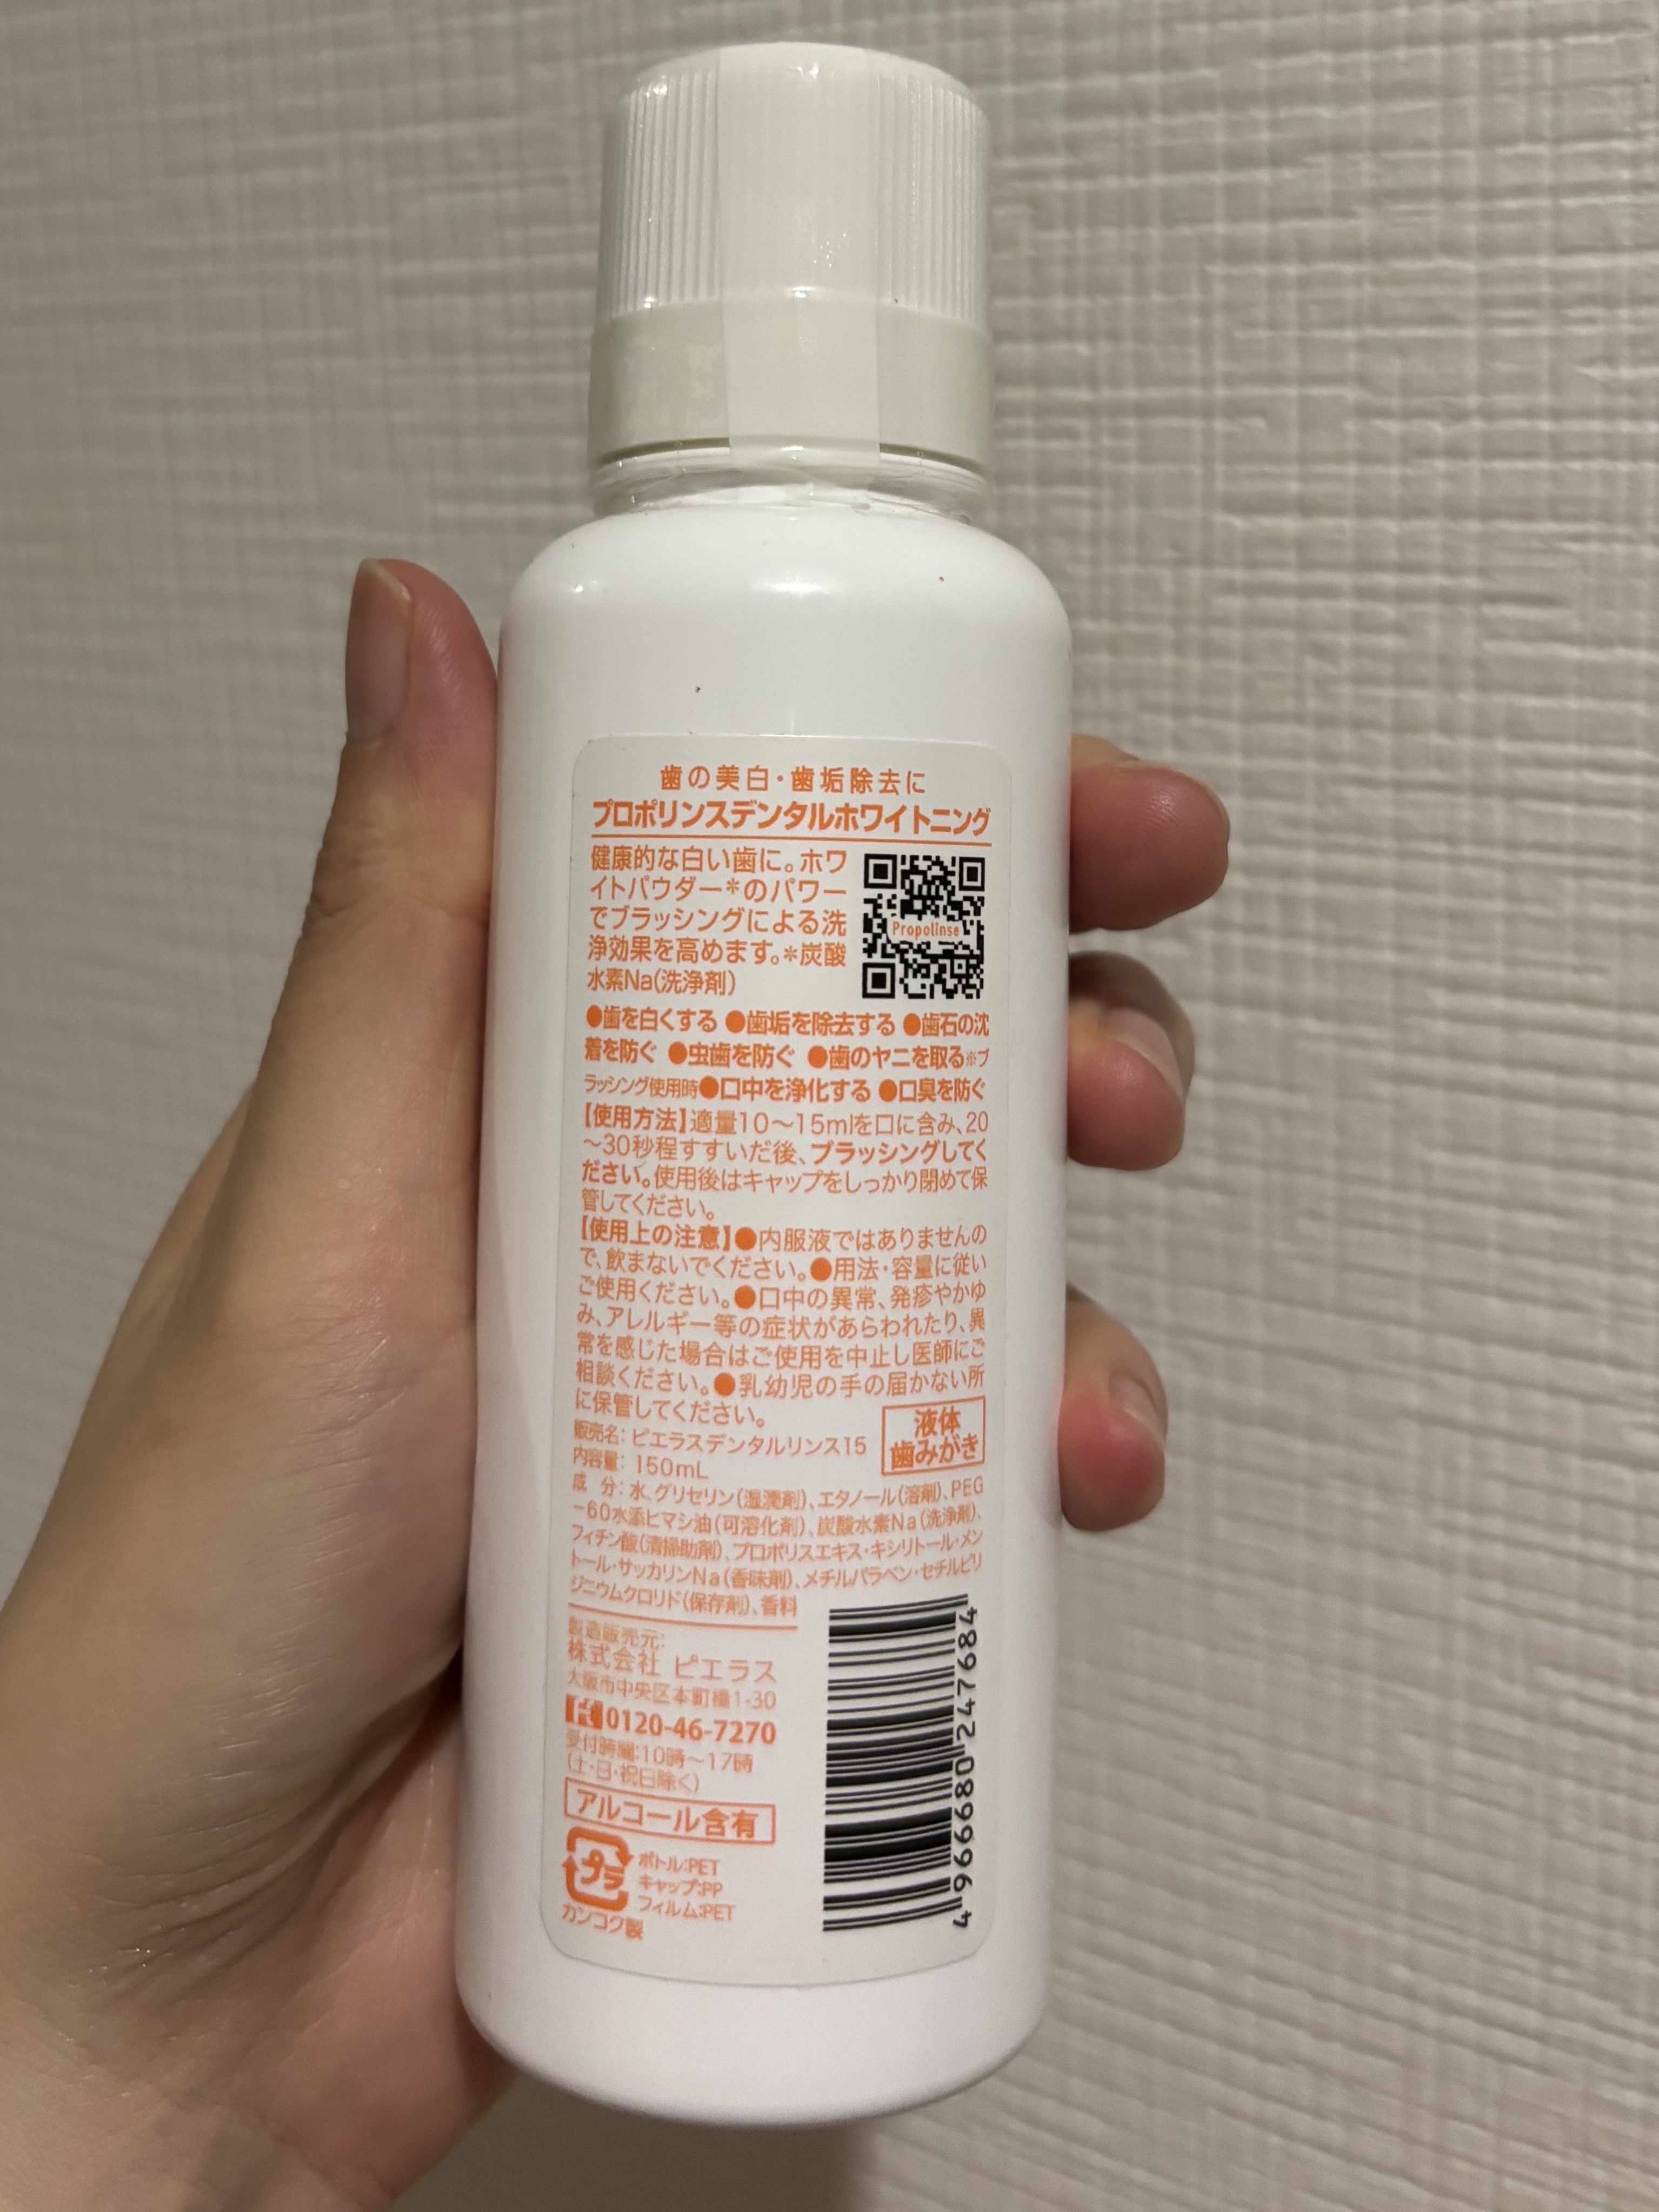 歯の美白・歯垢除去に
プロポリンスデンタルホワイトニング
健康的な白い歯に。ホワ
イトパウダー*のパワー
でブラッシングによる洗
浄効果を高めます。*炭酸
水素Na(洗浄剤)
Propolinse
●歯を白くする ●歯垢を除去する ●歯石の沈
着を防ぐ ●虫歯を防ぐ ●歯のヤニを取る※ブ
ラッシング使用時●口中を浄化する ●口臭を防ぐ
【使用方法】適量10〜15mlを口に含み、20
〜30秒程すすいだ後、ブラッシングしてく
ださい。使用後はキャップをしっかり閉めて保
管してください。
【使用上の注意】●内服液ではありませんの
で、飲まないでください。●用法・容量に従い
ご使用ください。●口中の異常、発疹やかゆ
み、アレルギー等の症状があらわれたり、異
常を感じた場合はご使用を中止し医師にご
相談ください。●乳幼児の手の届かない所
に保管してください。
液体
歯みがき
販売名：ピエラスデンタルリンス15
内容量：150mL
成 分：水、グリセリン(湿潤剤)、エタノール(溶剤)、PEG
-60水添ヒマシ油(可溶化剤)、炭酸水素Na(洗浄剤)、
フィチン酸(清掃助剤)、プロポリスエキス・キシリトール・メン
トール・サッカリンNa(香味剤)、メチルパラベン・セチルピリ
ジニウムクロリド(保存剤)、香料
製造販売元：
株式会社 ピエラス
大阪市中央区本町橋1-30
0120-46-7270
受付時間：10時〜17時
(土・日・祝日除く)
アルコール含有
プラ
ボトル：PET
キャップ：PP
フィルム：PET
カンコク製
4 966680 247684